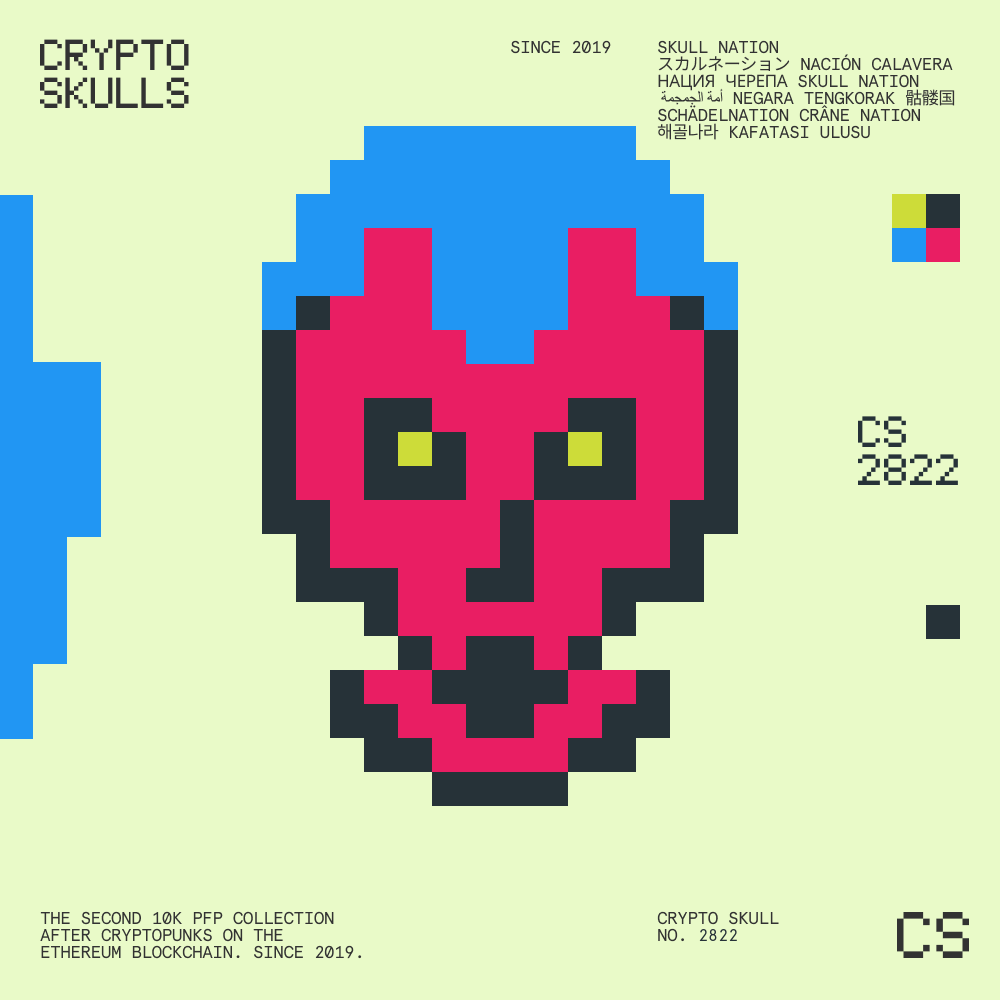 CRYPTO
SKULLS
SINCE 2019
SKULL NATION
スカルネーション NACIÓN CALAVERA
НАЦИЯ ЧЕРЕПА SKULL NATION
أمة الجمجمة NEGARA TENGKORAK 骷髅国
SCHÄDELNATION CRÂNE NATION
해골나라 KAFATASI ULUSU
CS
2822
THE SECOND 10K PFP COLLECTION
AFTER CRYPTOPUNKS ON THE
ETHEREUM BLOCKCHAIN. SINCE 2019.
CRYPTO SKULL
NO. 2822
CS